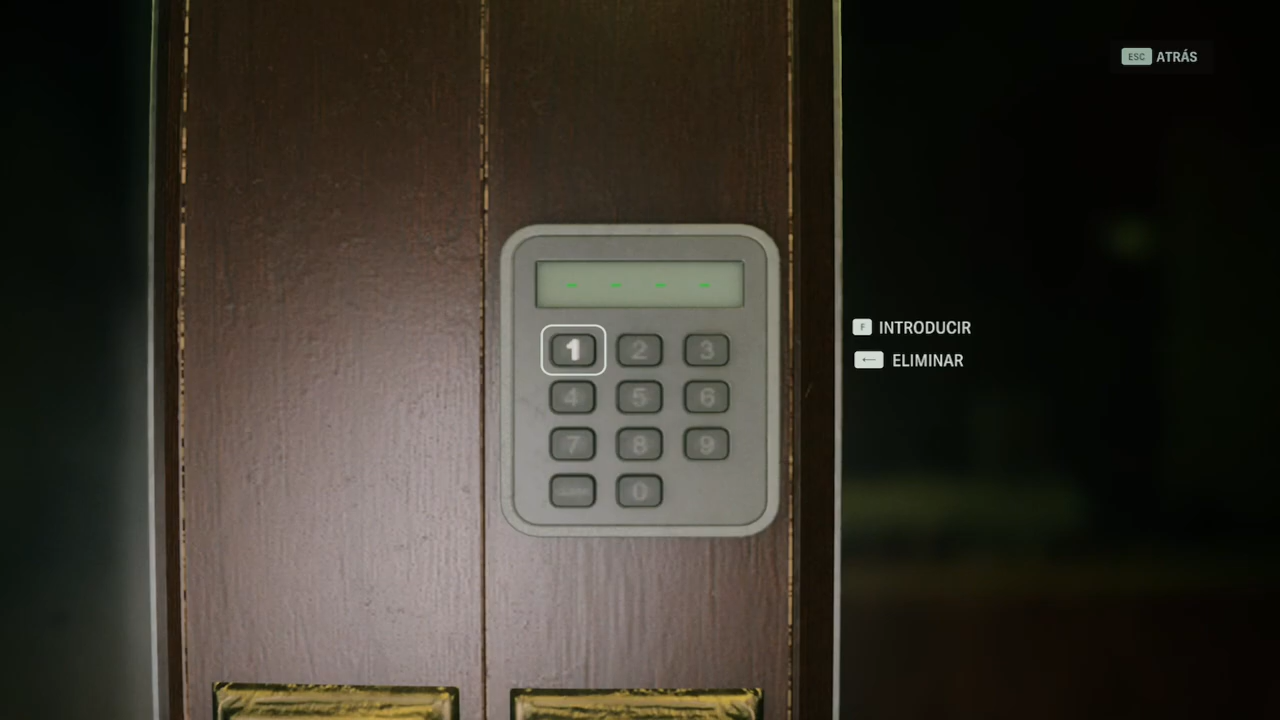 ESC ATRÁS
1 2 3
F INTRODUCIR
← ELIMINAR
4 5 6
7 8 9
0